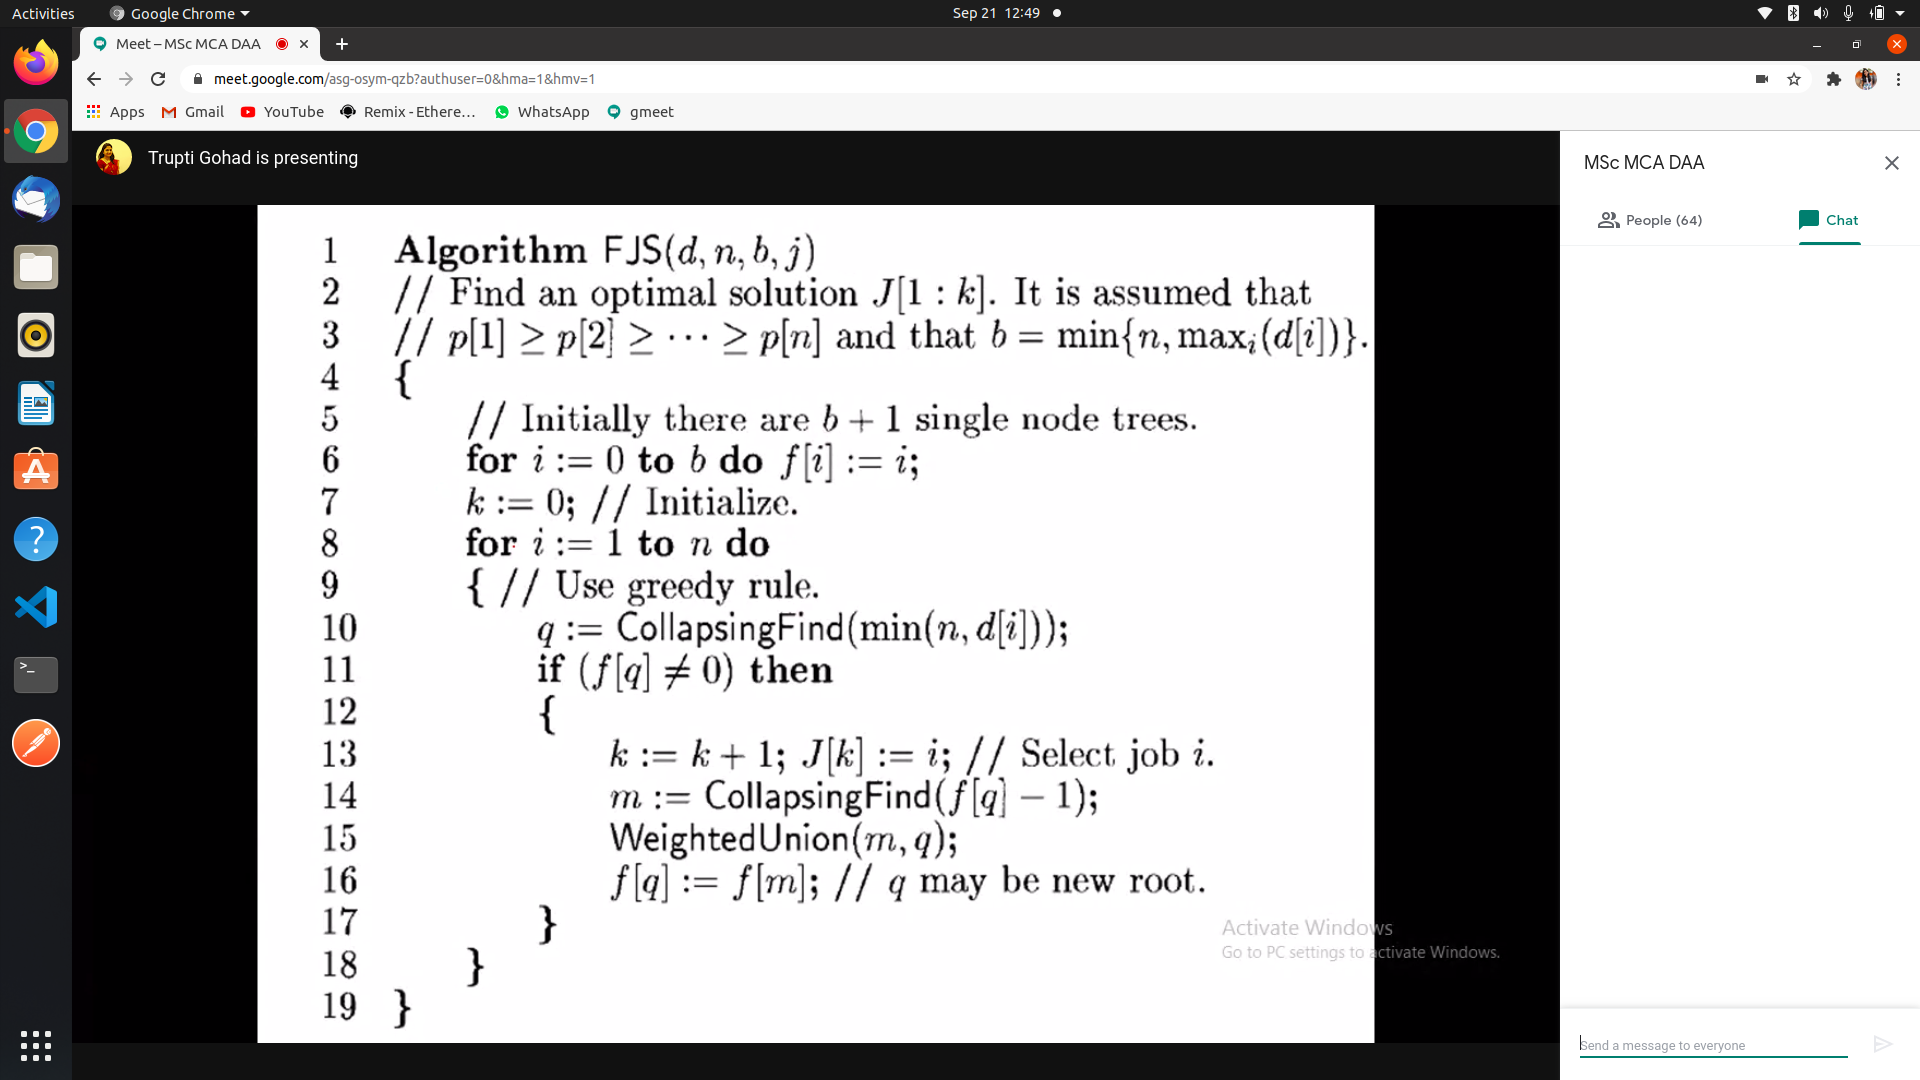 Activities
Google Chrome
Sep 21 12:49
Meet – MSc MCA DAA
meet.google.com/asg-osym-qzb?authuser=0&hma=1&hmv=1
Apps
Gmail
YouTube
Remix - Ethere...
WhatsApp
gmeet
Trupti Gohad is presenting
1 Algorithm FJS(d, n, b, j)
2 // Find an optimal solution J[1 : k]. It is assumed that
3 // p[1] ≥ p[2] ≥ ··· ≥ p[n] and that b = min{n, maxᵢ(d[i])}.
4 {
5 // Initially there are b + 1 single node trees.
6 for i := 0 to b do f[i] := i;
7 k := 0; // Initialize.
8 for i := 1 to n do
9 { // Use greedy rule.
10 q := CollapsingFind(min(n, d[i]));
11 if (f[q] ≠ 0) then
12 {
13 k := k + 1; J[k] := i; // Select job i.
14 m := CollapsingFind(f[q] − 1);
15 WeightedUnion(m, q);
16 f[q] := f[m]; // q may be new root.
17 }
18 }
19 }
Activate Windows
Go to PC settings to activate Windows.
MSc MCA DAA
People (64)
Chat
Send a message to everyone